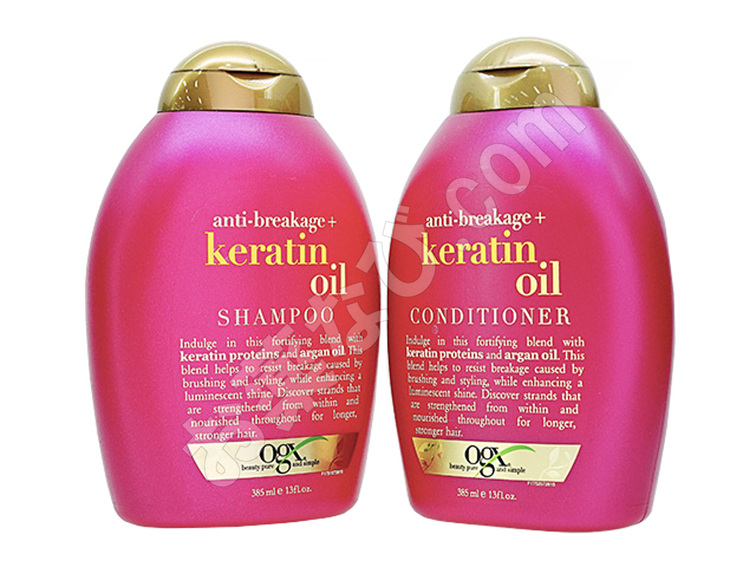 anti-breakage+
keratin
oil
SHAMPOO
Indulge in this fortifying blend with
keratin proteins and argan oil. This
blend helps to resist breakage caused by
brushing and styling, while enhancing a
luminescent shine. Discover strands that
are strengthened from within and
nourished throughout for longer,
stronger hair.
ogx
beauty pure and simple
385 ml e 13fl.oz.
anti-breakage+
keratin
oil
CONDITIONER
Indulge in this fortifying blend with
keratin proteins and argan oil. This
blend helps to resist breakage caused by
brushing and styling, while enhancing a
luminescent shine. Discover strands that
are strengthened from within and
nourished throughout for longer,
stronger hair.
ogx
beauty pure and simple
385 ml e 13fl.oz.
お薬なび.com